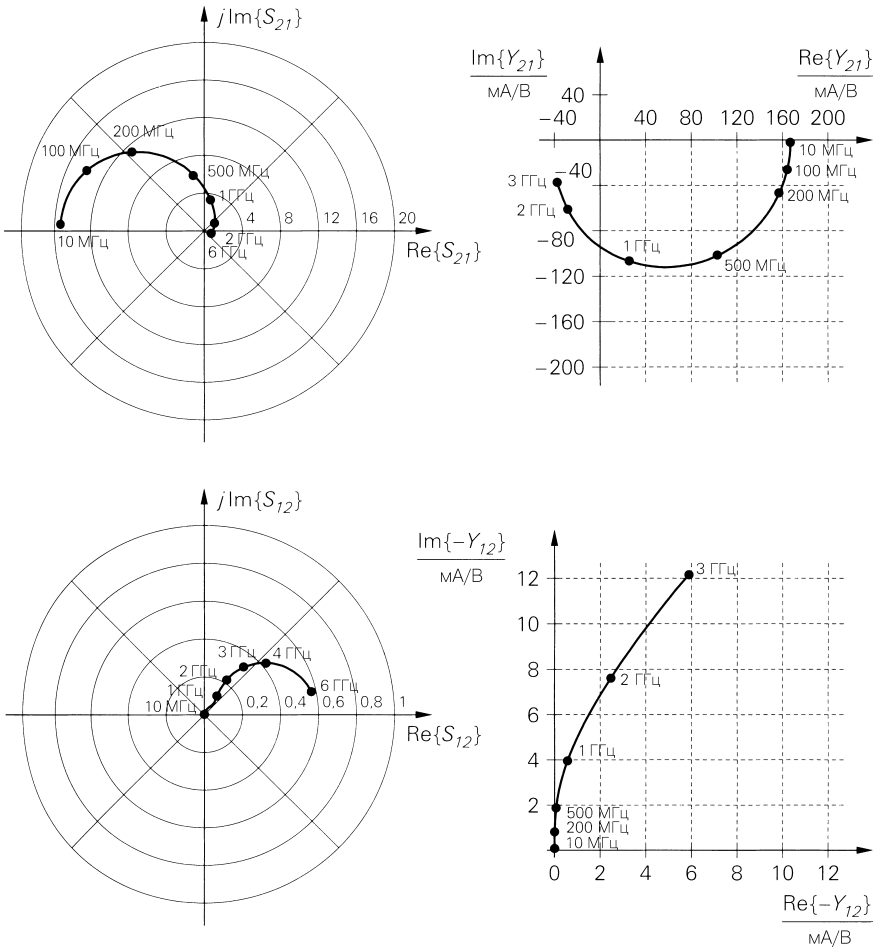 j Im{S21}
200 МГц
100 МГц
500 МГц
1 ГГц
4 8 12 16 20
10 МГц
2 ГГц
6 ГГц
Re{S21}
Im{Y21}
мА/В
Re{Y21}
мА/В
40
−40 40 80 120 160 200
10 МГц
−40
100 МГц
3 ГГц
200 МГц
2 ГГц
−80
1 ГГц
500 МГц
−120
−160
−200
j Im{S12}
3 ГГц
4 ГГц
2 ГГц
1 ГГц
6 ГГц
10 МГц
0,2 0,4 0,6 0,8 1
Re{S12}
Im{−Y12}
мА/В
3 ГГц
12
10
8
2 ГГц
6
1 ГГц
4
2
500 МГц
200 МГц
10 МГц
0 2 4 6 8 10 12
Re{−Y12}
мА/В